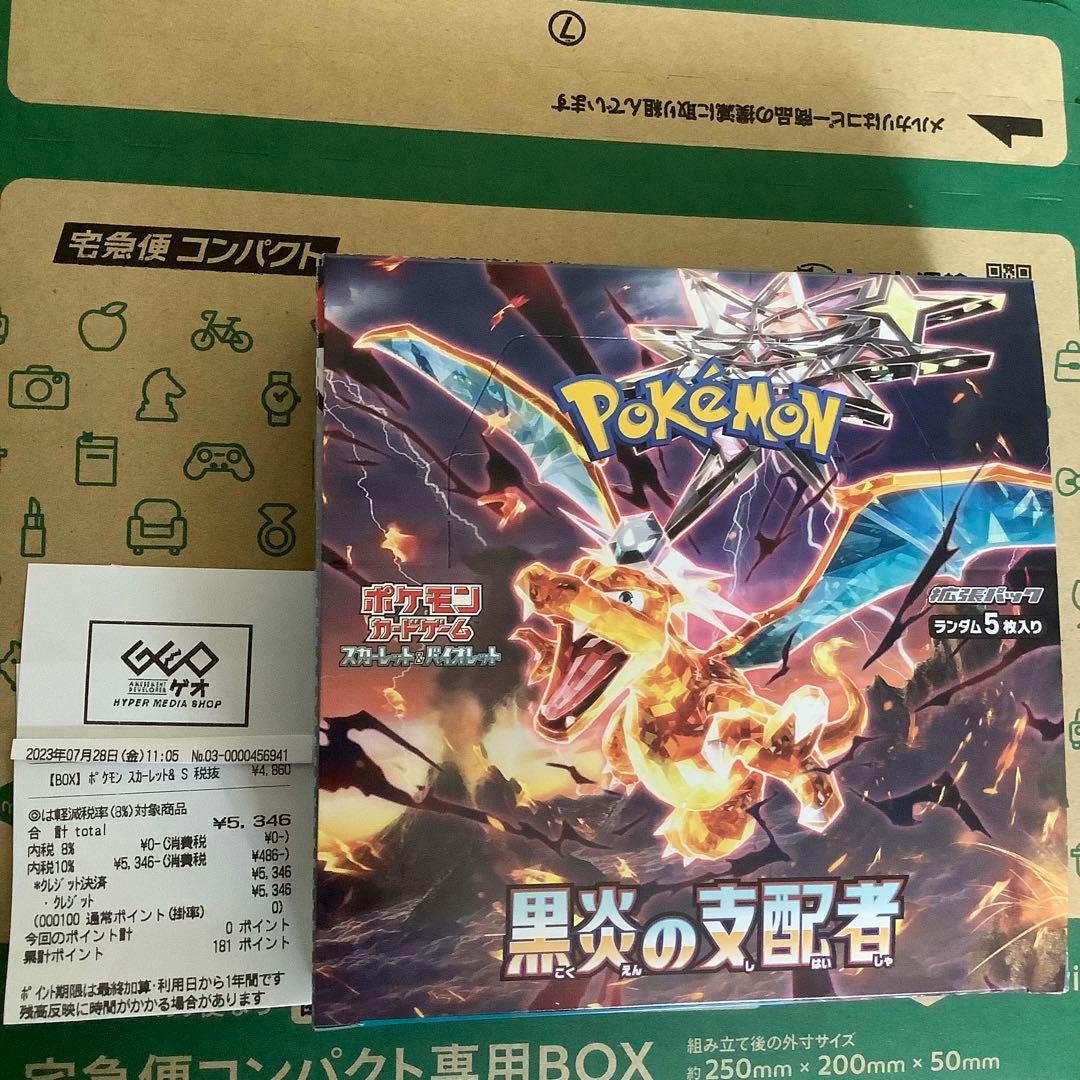 ⑦
メルカリはコピー商品の撲滅に取り組んでいます
宅急便 コンパクト
POKéMON
ポケモン
カードゲーム
スカーレット&バイオレット
拡張パック
ランダム5枚入り
黒炎の支配者
こく えん し はい しゃ
GEO
AMUSEMENT
DEVELOPER
ゲオ
HYPER MEDIA SHOP
2023年07月28日(金)11:05 No.03-0000456941
【BOX】ポケモン スカーレット& S 税抜 ¥4,860
◎は軽減税率(8%)対象商品
合 計 total ¥5,346
内税 8% ¥0-(消費税 ¥0-)
内税10% ¥5,346-(消費税 ¥486-)
*クレジット決済 ¥5,346
・クレジット ¥5,346
(000100 通常ポイント(掛率) 0)
今回のポイント計 0 ポイント
累計ポイント 181 ポイント
ポイント期限は最終加算・利用日から1年間です
残高反映に時間がかかる場合があります
宅急便コンパクト専用BOX
組み立て後の外寸サイズ
約250mm×200mm×50mm